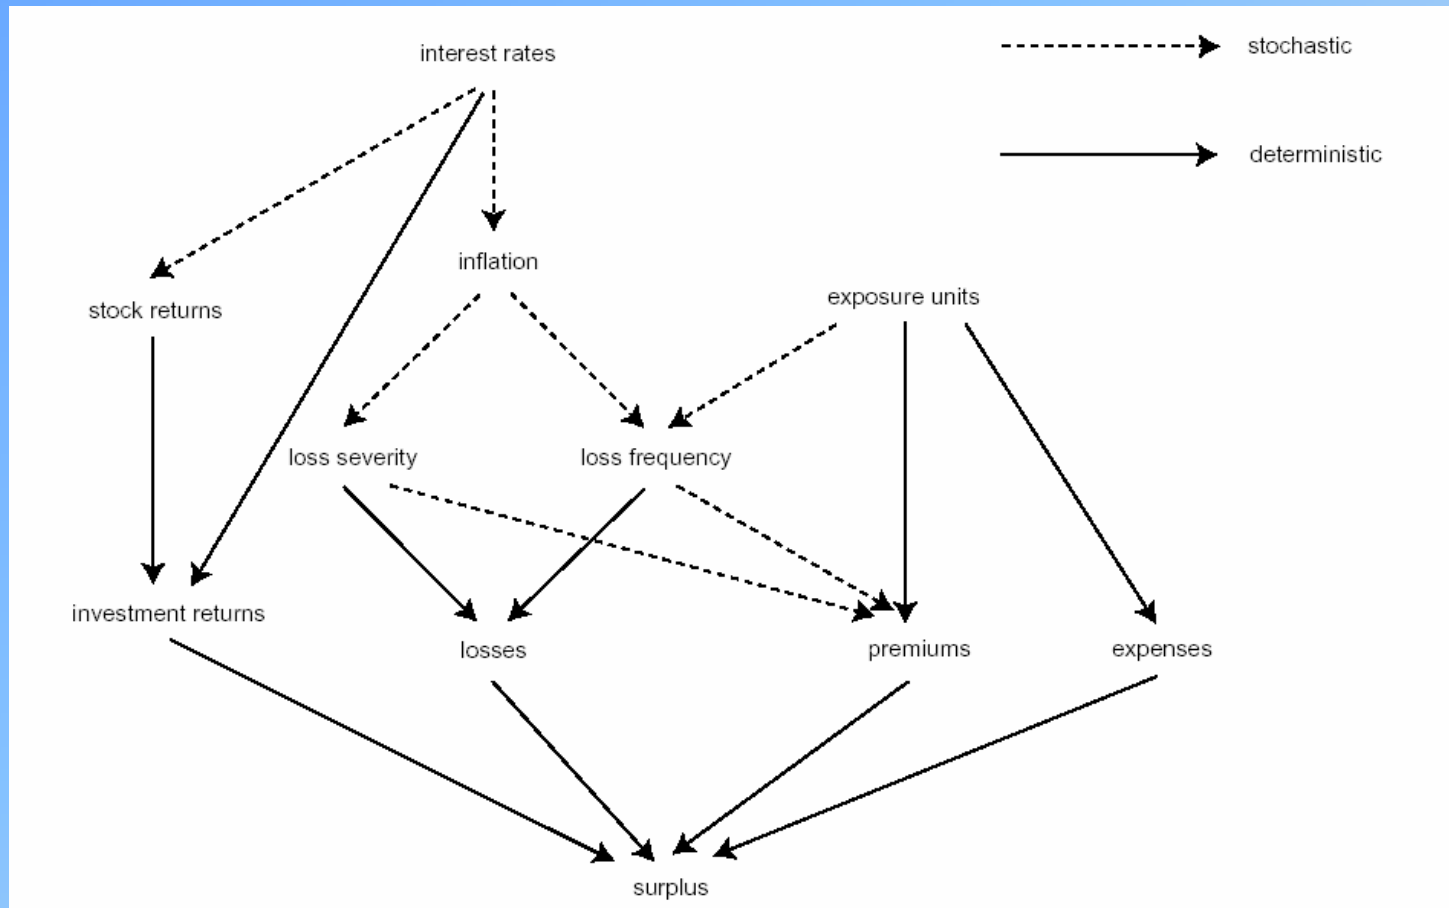 interest rates
stochastic
deterministic
inflation
stock returns
exposure units
loss severity
loss frequency
investment returns
losses
premiums
expenses
surplus